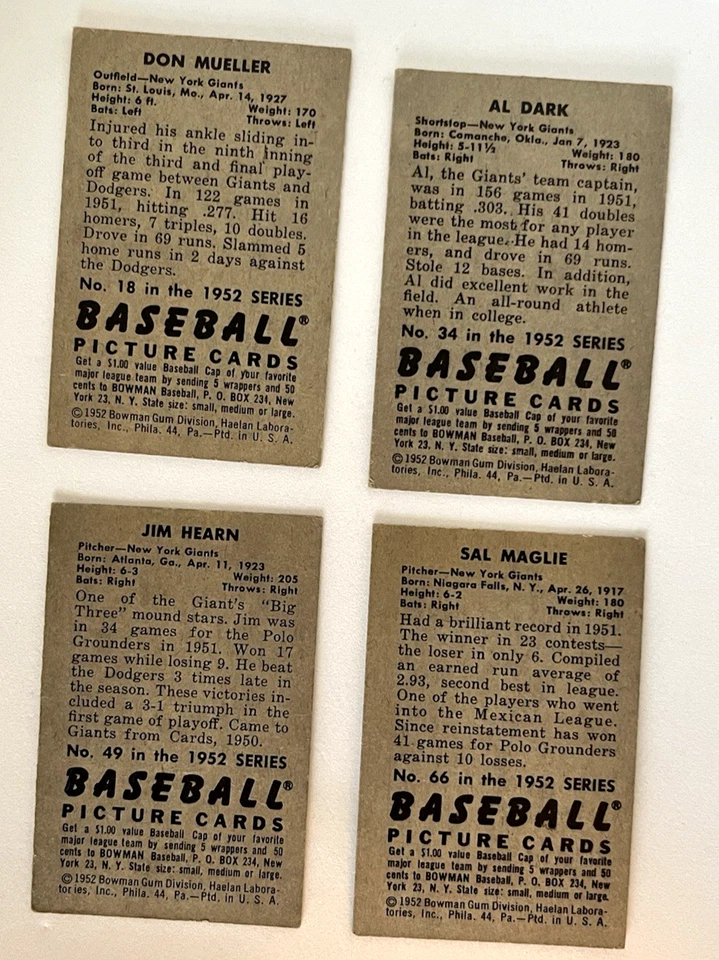 DON MUELLER
Outfield—New York Giants
Born: St. Louis, Mo., Apr. 14, 1927
Height: 6 ft. Weight: 170
Bats: Left Throws: Left
Injured his ankle sliding in-
to third in the ninth inning
of the third and final play-
off game between Giants and
Dodgers. In 122 games in
1951, hitting .277. Hit 16
homers, 7 triples, 10 doubles.
Drove in 69 runs. Slammed 5
home runs in 2 days against
the Dodgers.
No. 18 in the 1952 SERIES
BASEBALL®
PICTURE CARDS
Get a $1.00 value Baseball Cap of your favorite
major league team by sending 5 wrappers and 50
cents to BOWMAN Baseball, P. O. BOX 234, New
York 23, N. Y. State size: small, medium or large.
©1952 Bowman Gum Division, Haelan Labora-
tories, Inc., Phila. 44, Pa.—Ptd. in U. S. A.
AL DARK
Shortstop—New York Giants
Born: Comanche, Okla., Jan 7, 1923
Height: 5-11½ Weight: 180
Bats: Right Throws: Right
Al, the Giants' team captain,
was in 156 games in 1951,
batting .303. His 41 doubles
were the most for any player
in the league. He had 14 hom-
ers, and drove in 69 runs.
Stole 12 bases. In addition,
Al did excellent work in the
field. An all-round athlete
when in college.
No. 34 in the 1952 SERIES
BASEBALL®
PICTURE CARDS
Get a $1.00 value Baseball Cap of your favorite
major league team by sending 5 wrappers and 50
cents to BOWMAN Baseball, P. O. BOX 234, New
York 23, N. Y. State size: small, medium or large.
©1952 Bowman Gum Division, Haelan Labora-
tories, Inc., Phila. 44, Pa.—Ptd. in U. S. A.
JIM HEARN
Pitcher—New York Giants
Born: Atlanta, Ga., Apr. 11, 1923
Height: 6-3 Weight: 205
Bats: Right Throws: Right
One of the Giant's "Big
Three" mound stars. Jim was
in 34 games for the Polo
Grounders in 1951. Won 17
games while losing 9. He beat
the Dodgers 3 times late in
the season. These victories in-
cluded a 3-1 triumph in the
first game of playoff. Came to
Giants from Cards, 1950.
No. 49 in the 1952 SERIES
BASEBALL®
PICTURE CARDS
Get a $1.00 value Baseball Cap of your favorite
major league team by sending 5 wrappers and 50
cents to BOWMAN Baseball, P. O. BOX 234, New
York 23, N. Y. State size: small, medium or large.
©1952 Bowman Gum Division, Haelan Labora-
tories, Inc., Phila. 44, Pa.—Ptd. in U. S. A.
SAL MAGLIE
Pitcher—New York Giants
Born: Niagara Falls, N. Y., Apr. 26, 1917
Height: 6-2 Weight: 180
Bats: Right Throws: Right
Had a brilliant record in 1951.
The winner in 23 contests—
the loser in only 6. Compiled
an earned run average of
2.93, second best in league.
One of the players who went
into the Mexican League.
Since reinstatement has won
41 games for Polo Grounders
against 10 losses.
No. 66 in the 1952 SERIES
BASEBALL®
PICTURE CARDS
Get a $1.00 value Baseball Cap of your favorite
major league team by sending 5 wrappers and 50
cents to BOWMAN Baseball, P. O. BOX 234, New
York 23, N. Y. State size: small, medium or large.
©1952 Bowman Gum Division, Haelan Labora-
tories, Inc., Phila. 44, Pa.—Ptd. in U. S. A.